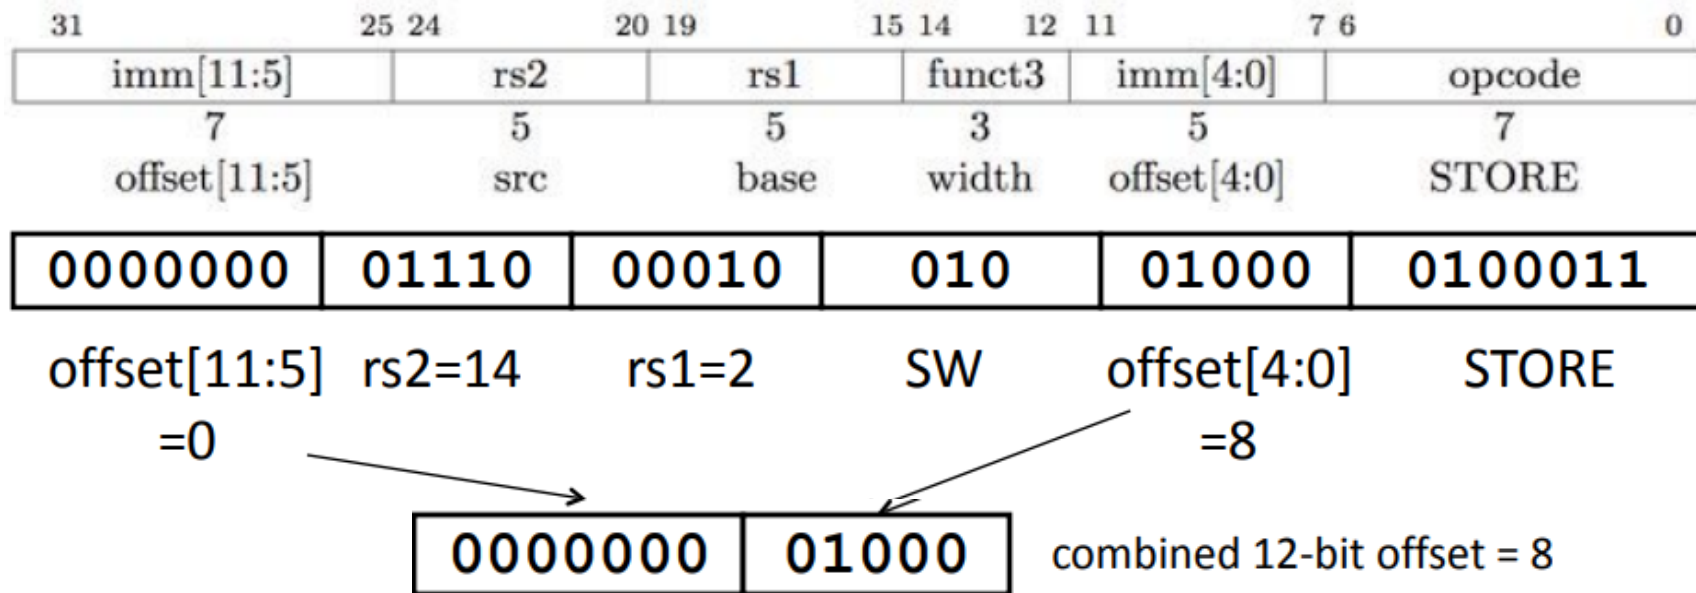 31 25 24 20 19 15 14 12 11 7 6 0
imm[11:5] rs2 rs1 funct3 imm[4:0] opcode
7 5 5 3 5 7
offset[11:5] src base width offset[4:0] STORE
0000000 01110 00010 010 01000 0100011
offset[11:5] rs2=14 rs1=2 SW offset[4:0] STORE
=0 =8
0000000 01000 combined 12-bit offset = 8